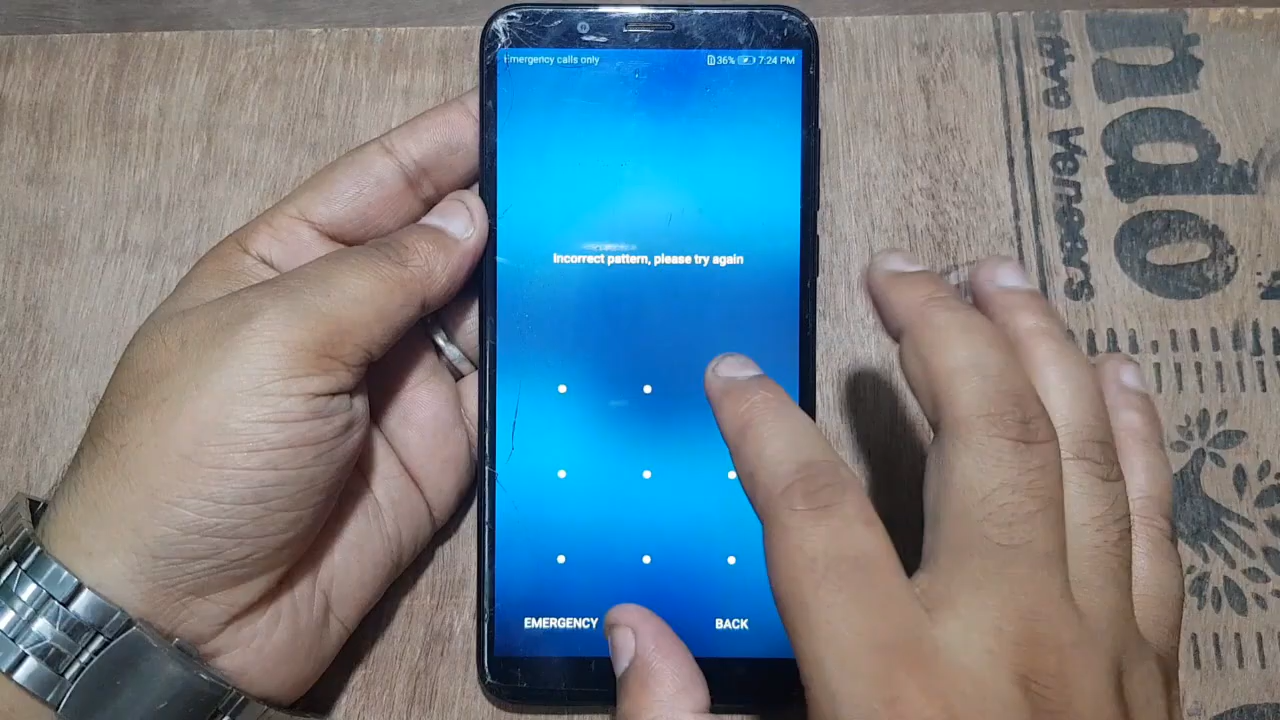 Emergency calls only 36% 7:24 PM
Incorrect pattern, please try again
EMERGENCY BACK